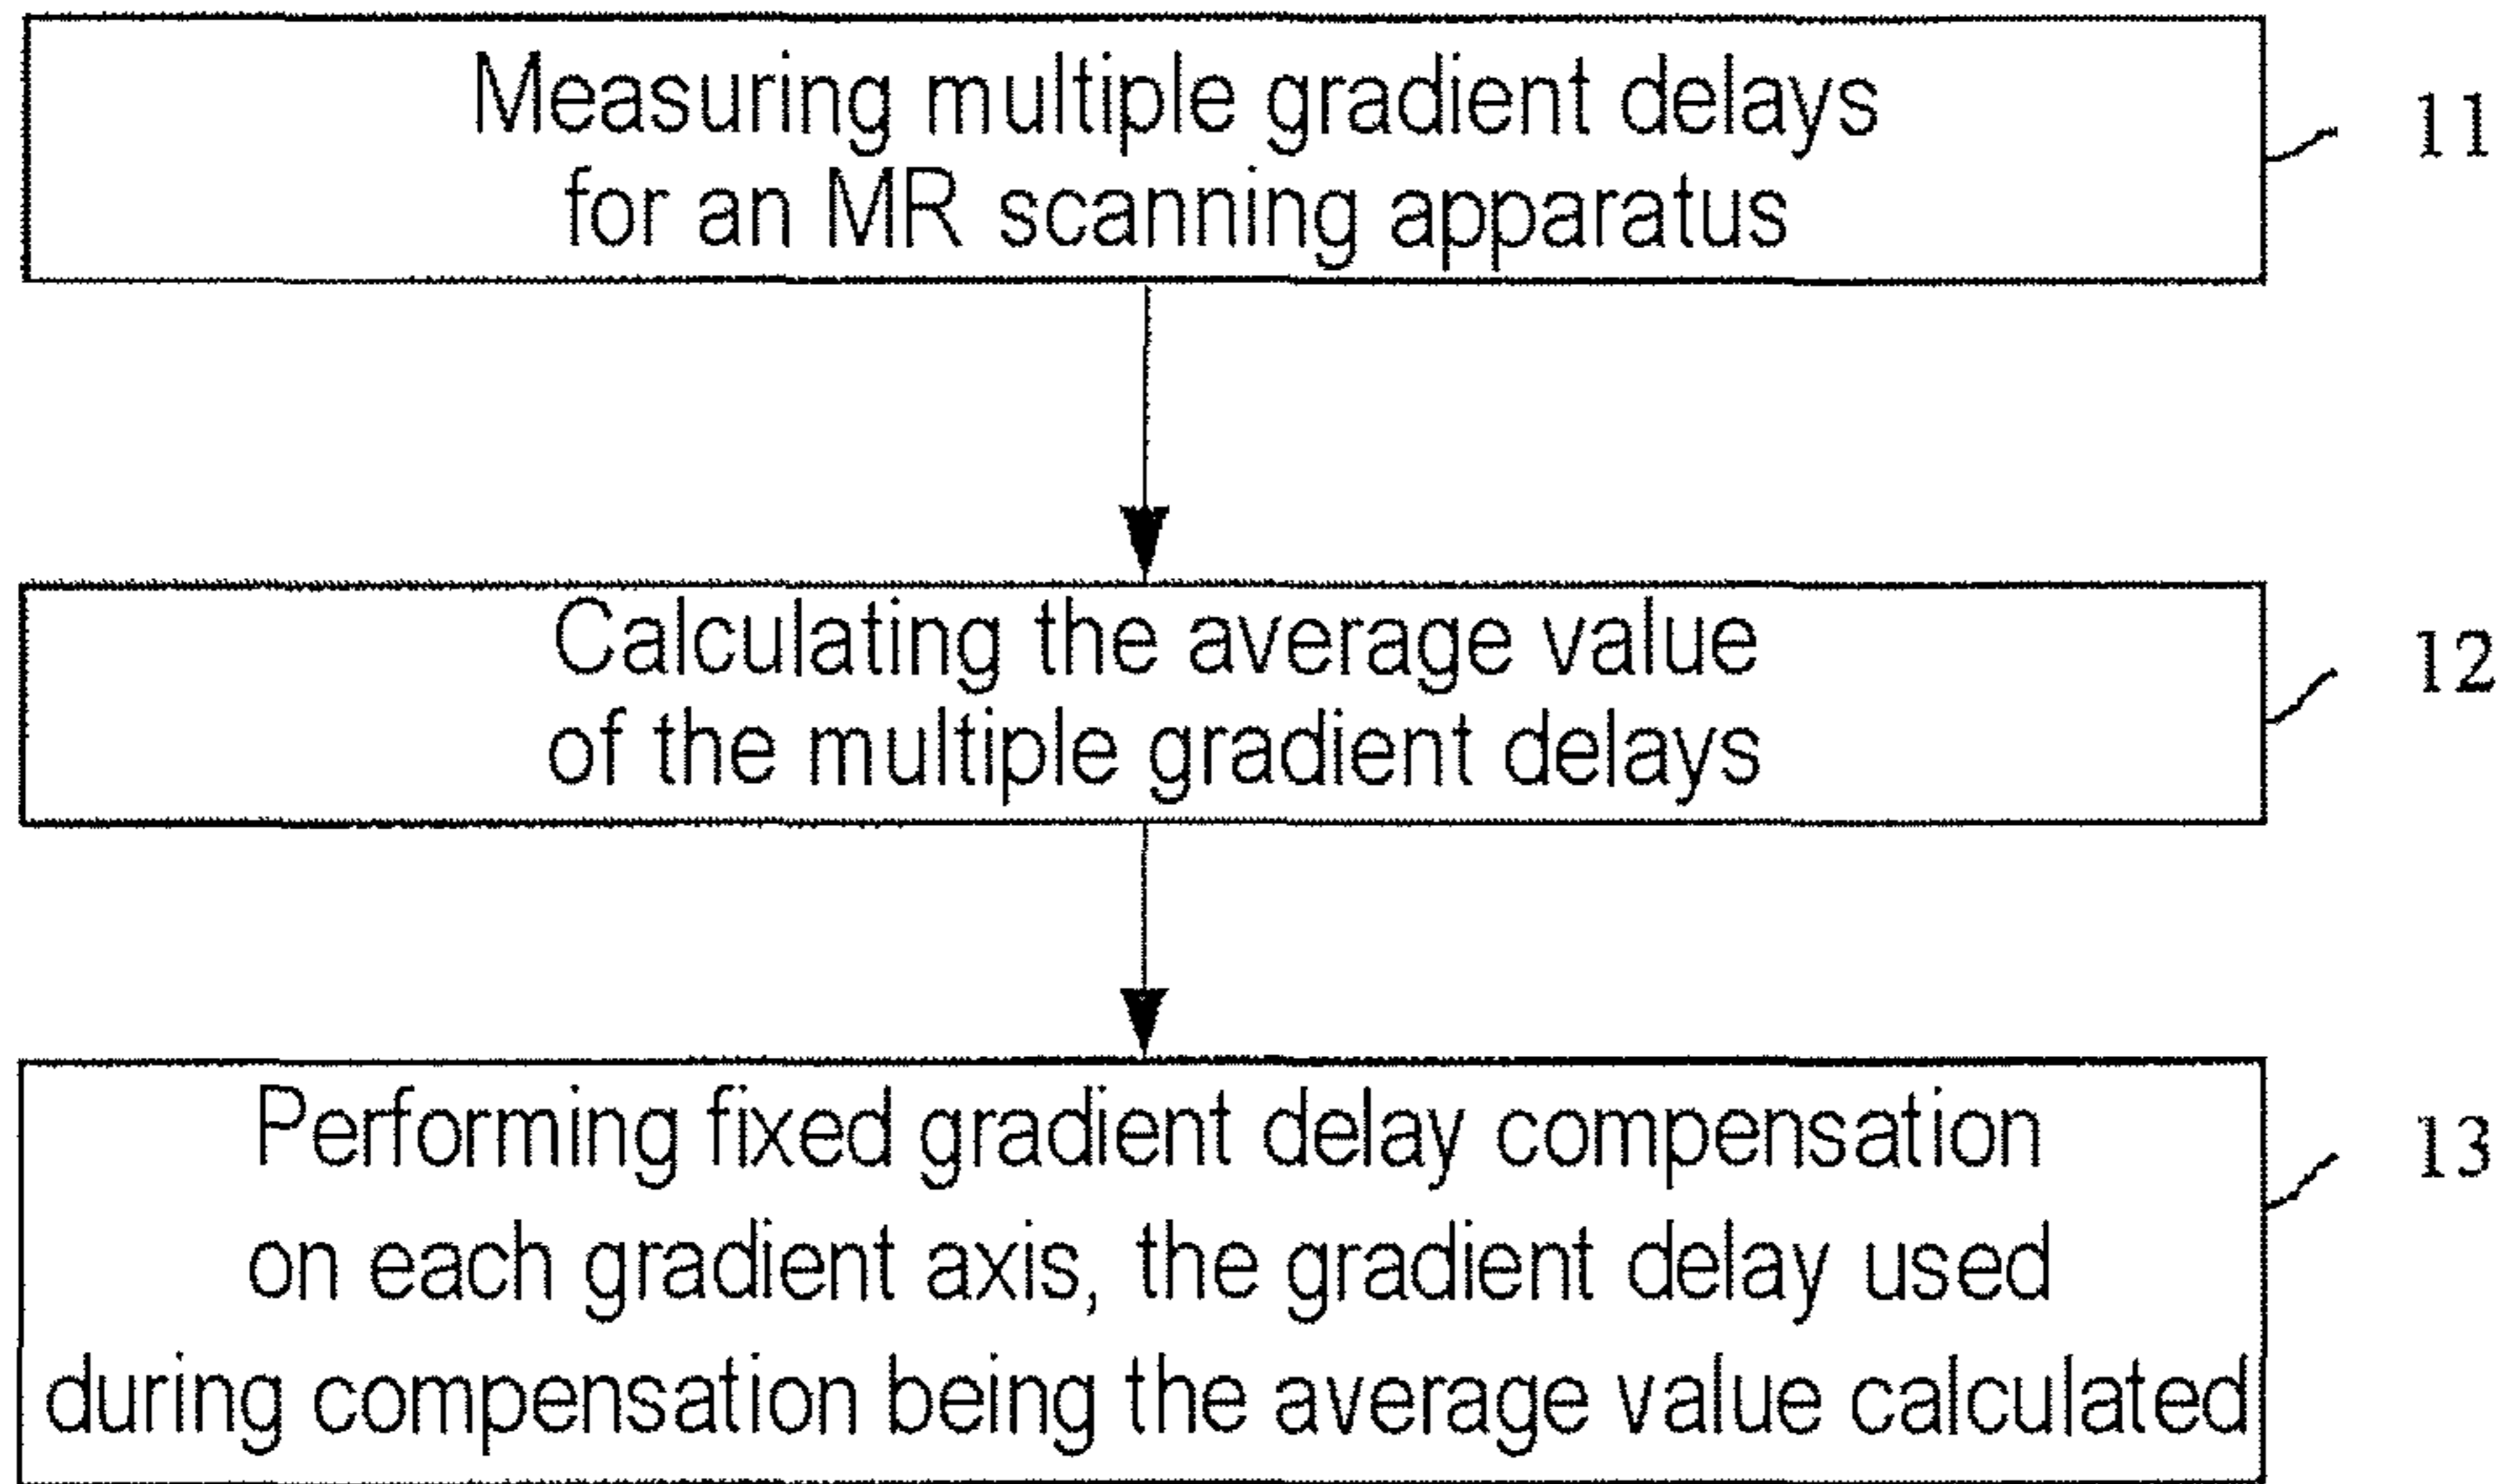 Measuring multiple gradient delays
for an MR scanning apparatus
11
Calculating the average value
of the multiple gradient delays
12
Performing fixed gradient delay compensation
on each gradient axis, the gradient delay used
during compensation being the average value calculated
13